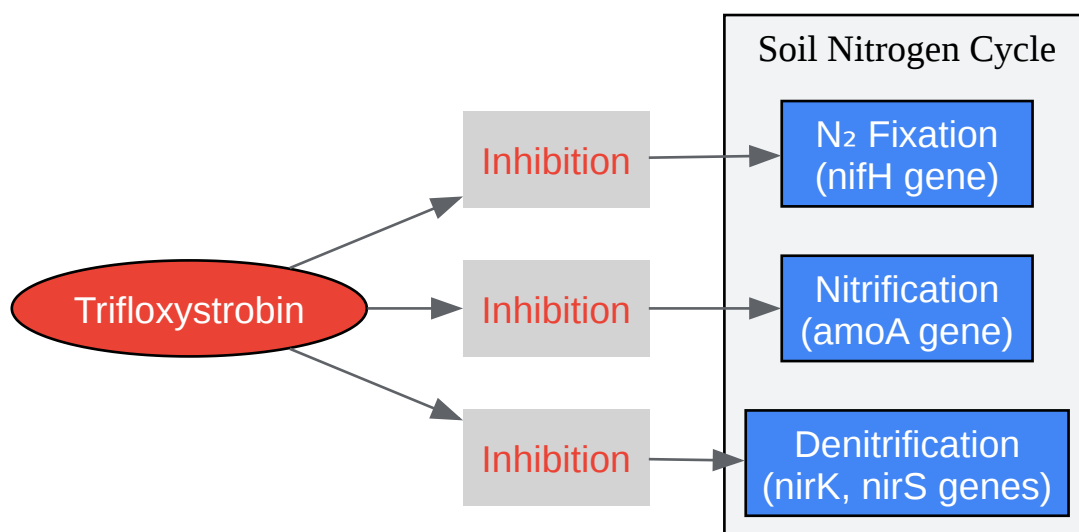 Soil Nitrogen Cycle
Inhibition
N₂ Fixation
(nifH gene)
Trifloxystrobin
Inhibition
Nitrification
(amoA gene)
Inhibition
Denitrification
(nirK, nirS genes)